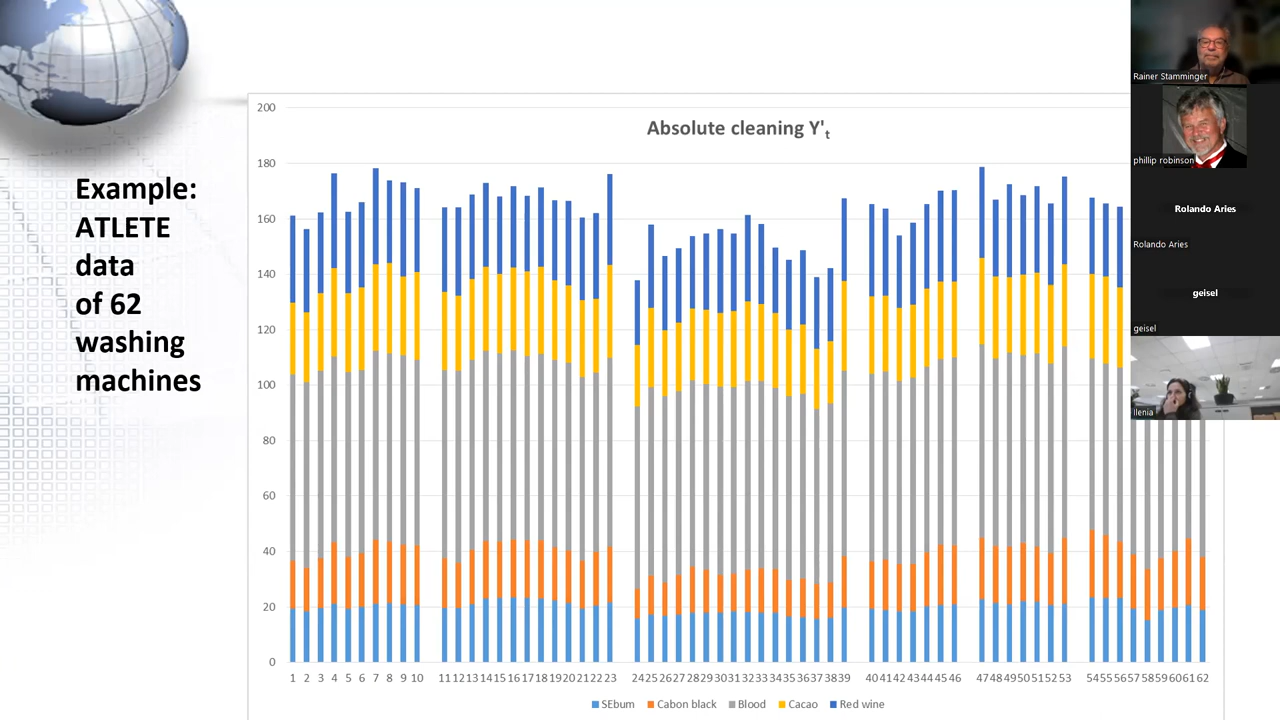 Example:
ATLETE
data
of 62
washing
machines
Absolute cleaning Y't
200
180
160
140
120
100
80
60
40
20
0
1 2 3 4 5 6 7 8 9 10 11 12 13 14 15 16 17 18 19 20 21 22 23 24 25 26 27 28 29 30 31 32 33 34 35 36 37 38 39 40 41 42 43 44 45 46 47 48 49 50 51 52 53 54 55 56 57 58 59 60 61 62
SEbum Cabon black Blood Cacao Red wine
Rainer Stamminger
phillip robinson
Rolando Aries
Rolando Aries
geisel
geisel
Ilenia